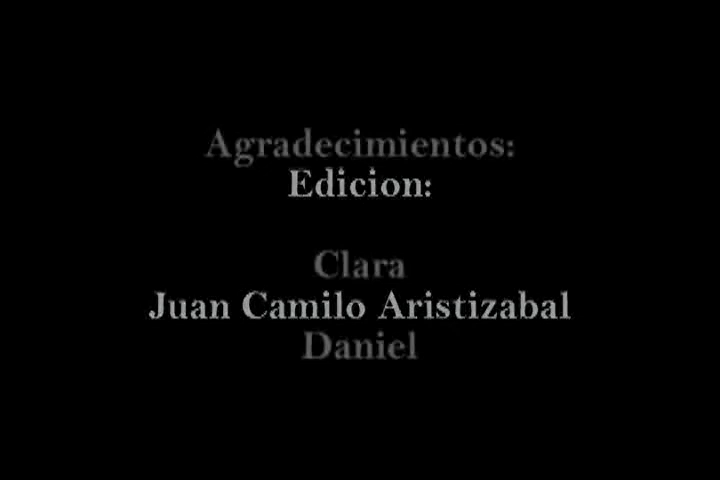 Agradecimientos:
Edicion:
Clara
Juan Camilo Aristizabal
Daniel